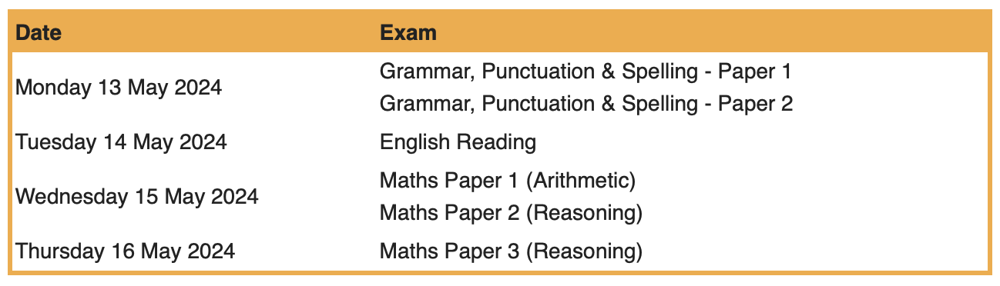 Date Exam
Monday 13 May 2024
Grammar, Punctuation & Spelling - Paper 1
Grammar, Punctuation & Spelling - Paper 2
Tuesday 14 May 2024 English Reading
Wednesday 15 May 2024
Maths Paper 1 (Arithmetic)
Maths Paper 2 (Reasoning)
Thursday 16 May 2024 Maths Paper 3 (Reasoning)